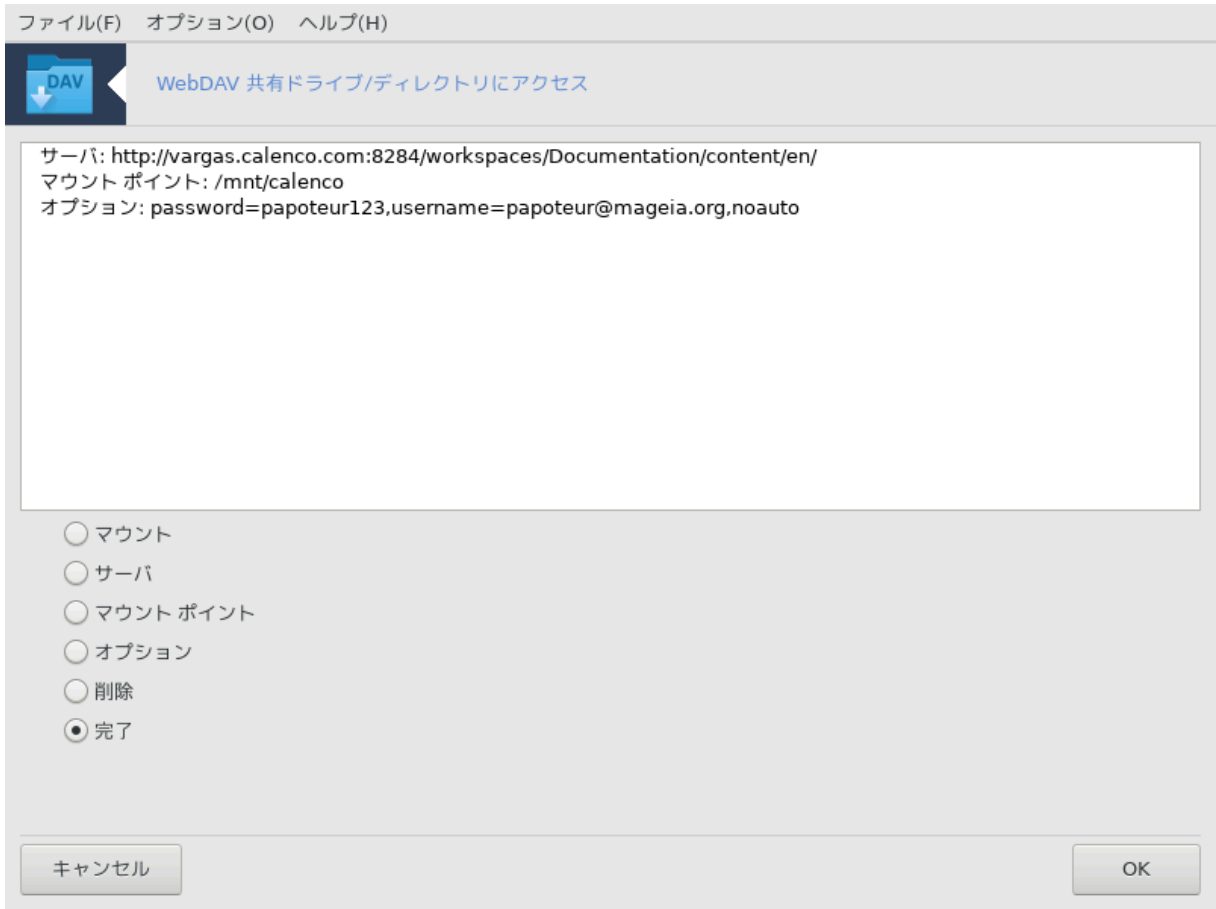 ファイル(F) オプション(O) ヘルプ(H)
DAV
WebDAV 共有ドライブ/ディレクトリにアクセス
サーバ: http://vargas.calenco.com:8284/workspaces/Documentation/content/en/
マウント ポイント: /mnt/calenco
オプション: password=papoteur123,username=papoteur@mageia.org,noauto
マウント
サーバ
マウント ポイント
オプション
削除
完了
キャンセル
OK